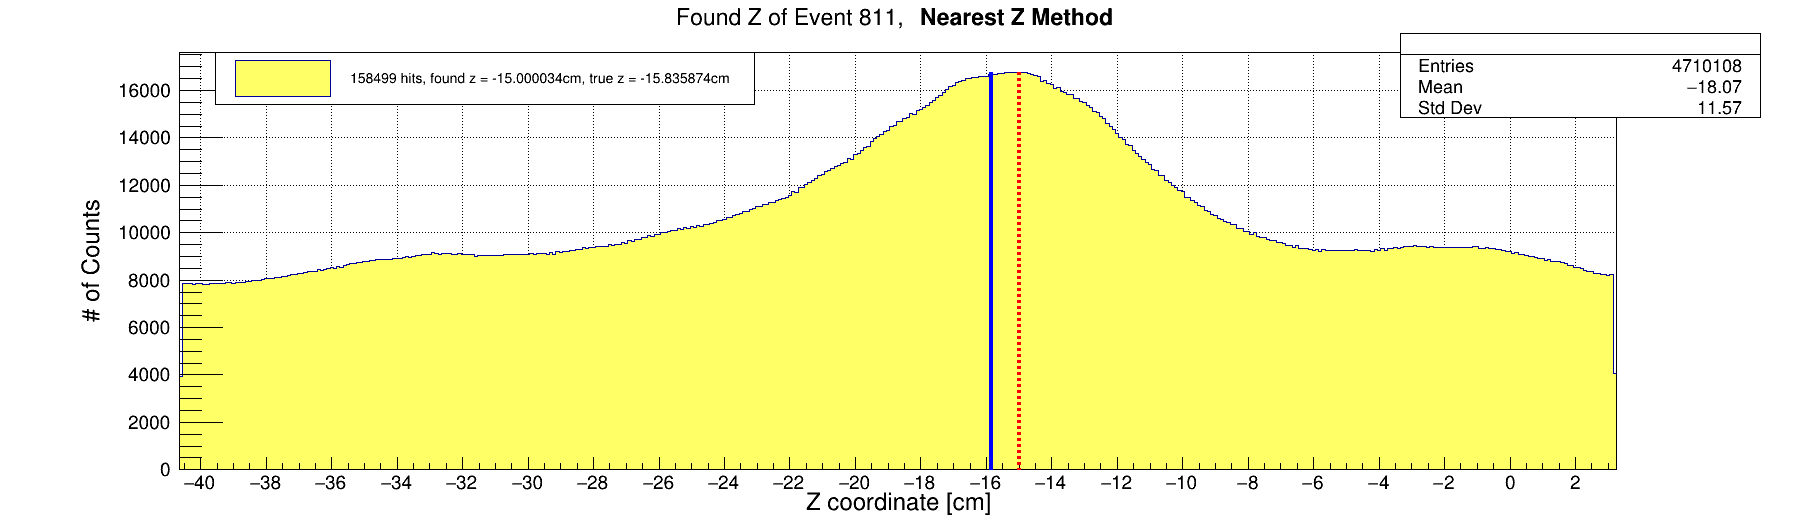 Found Z of Event 811, Nearest Z Method
158499 hits, found z = -15.000034cm, true z = -15.835874cm
Entries 4710108
Mean −18.07
Std Dev 11.57
# of Counts
16000
14000
12000
10000
8000
6000
4000
2000
0
−40 −38 −36 −34 −32 −30 −28 −26 −24 −22 −20 −18 −16 −14 −12 −10 −8 −6 −4 −2 0 2
Z coordinate [cm]